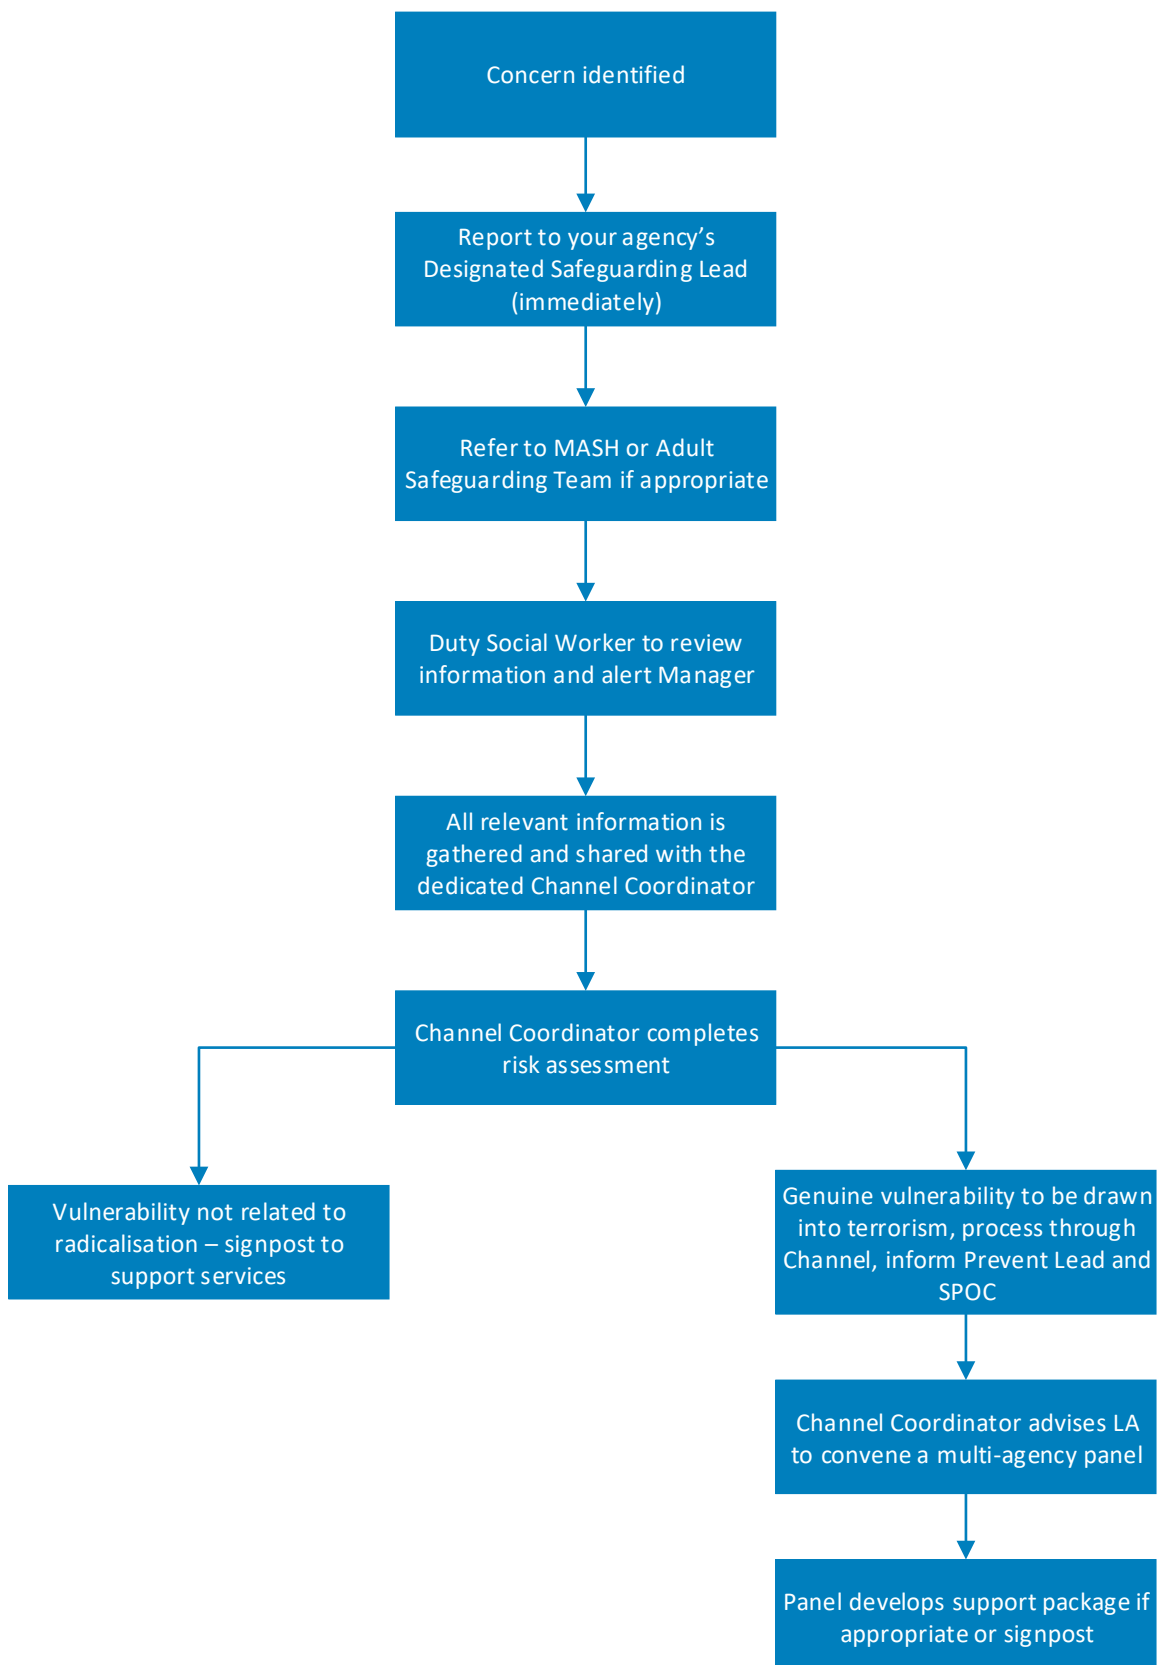 Concern identified
Report to your agency’s
Designated Safeguarding Lead
(immediately)
Refer to MASH or Adult
Safeguarding Team if appropriate
Duty Social Worker to review
information and alert Manager
All relevant information is
gathered and shared with the
dedicated Channel Coordinator
Channel Coordinator completes
risk assessment
Vulnerability not related to
radicalisation – signpost to
support services
Genuine vulnerability to be drawn
into terrorism, process through
Channel, inform Prevent Lead and
SPOC
Channel Coordinator advises LA
to convene a multi-agency panel
Panel develops support package if
appropriate or signpost